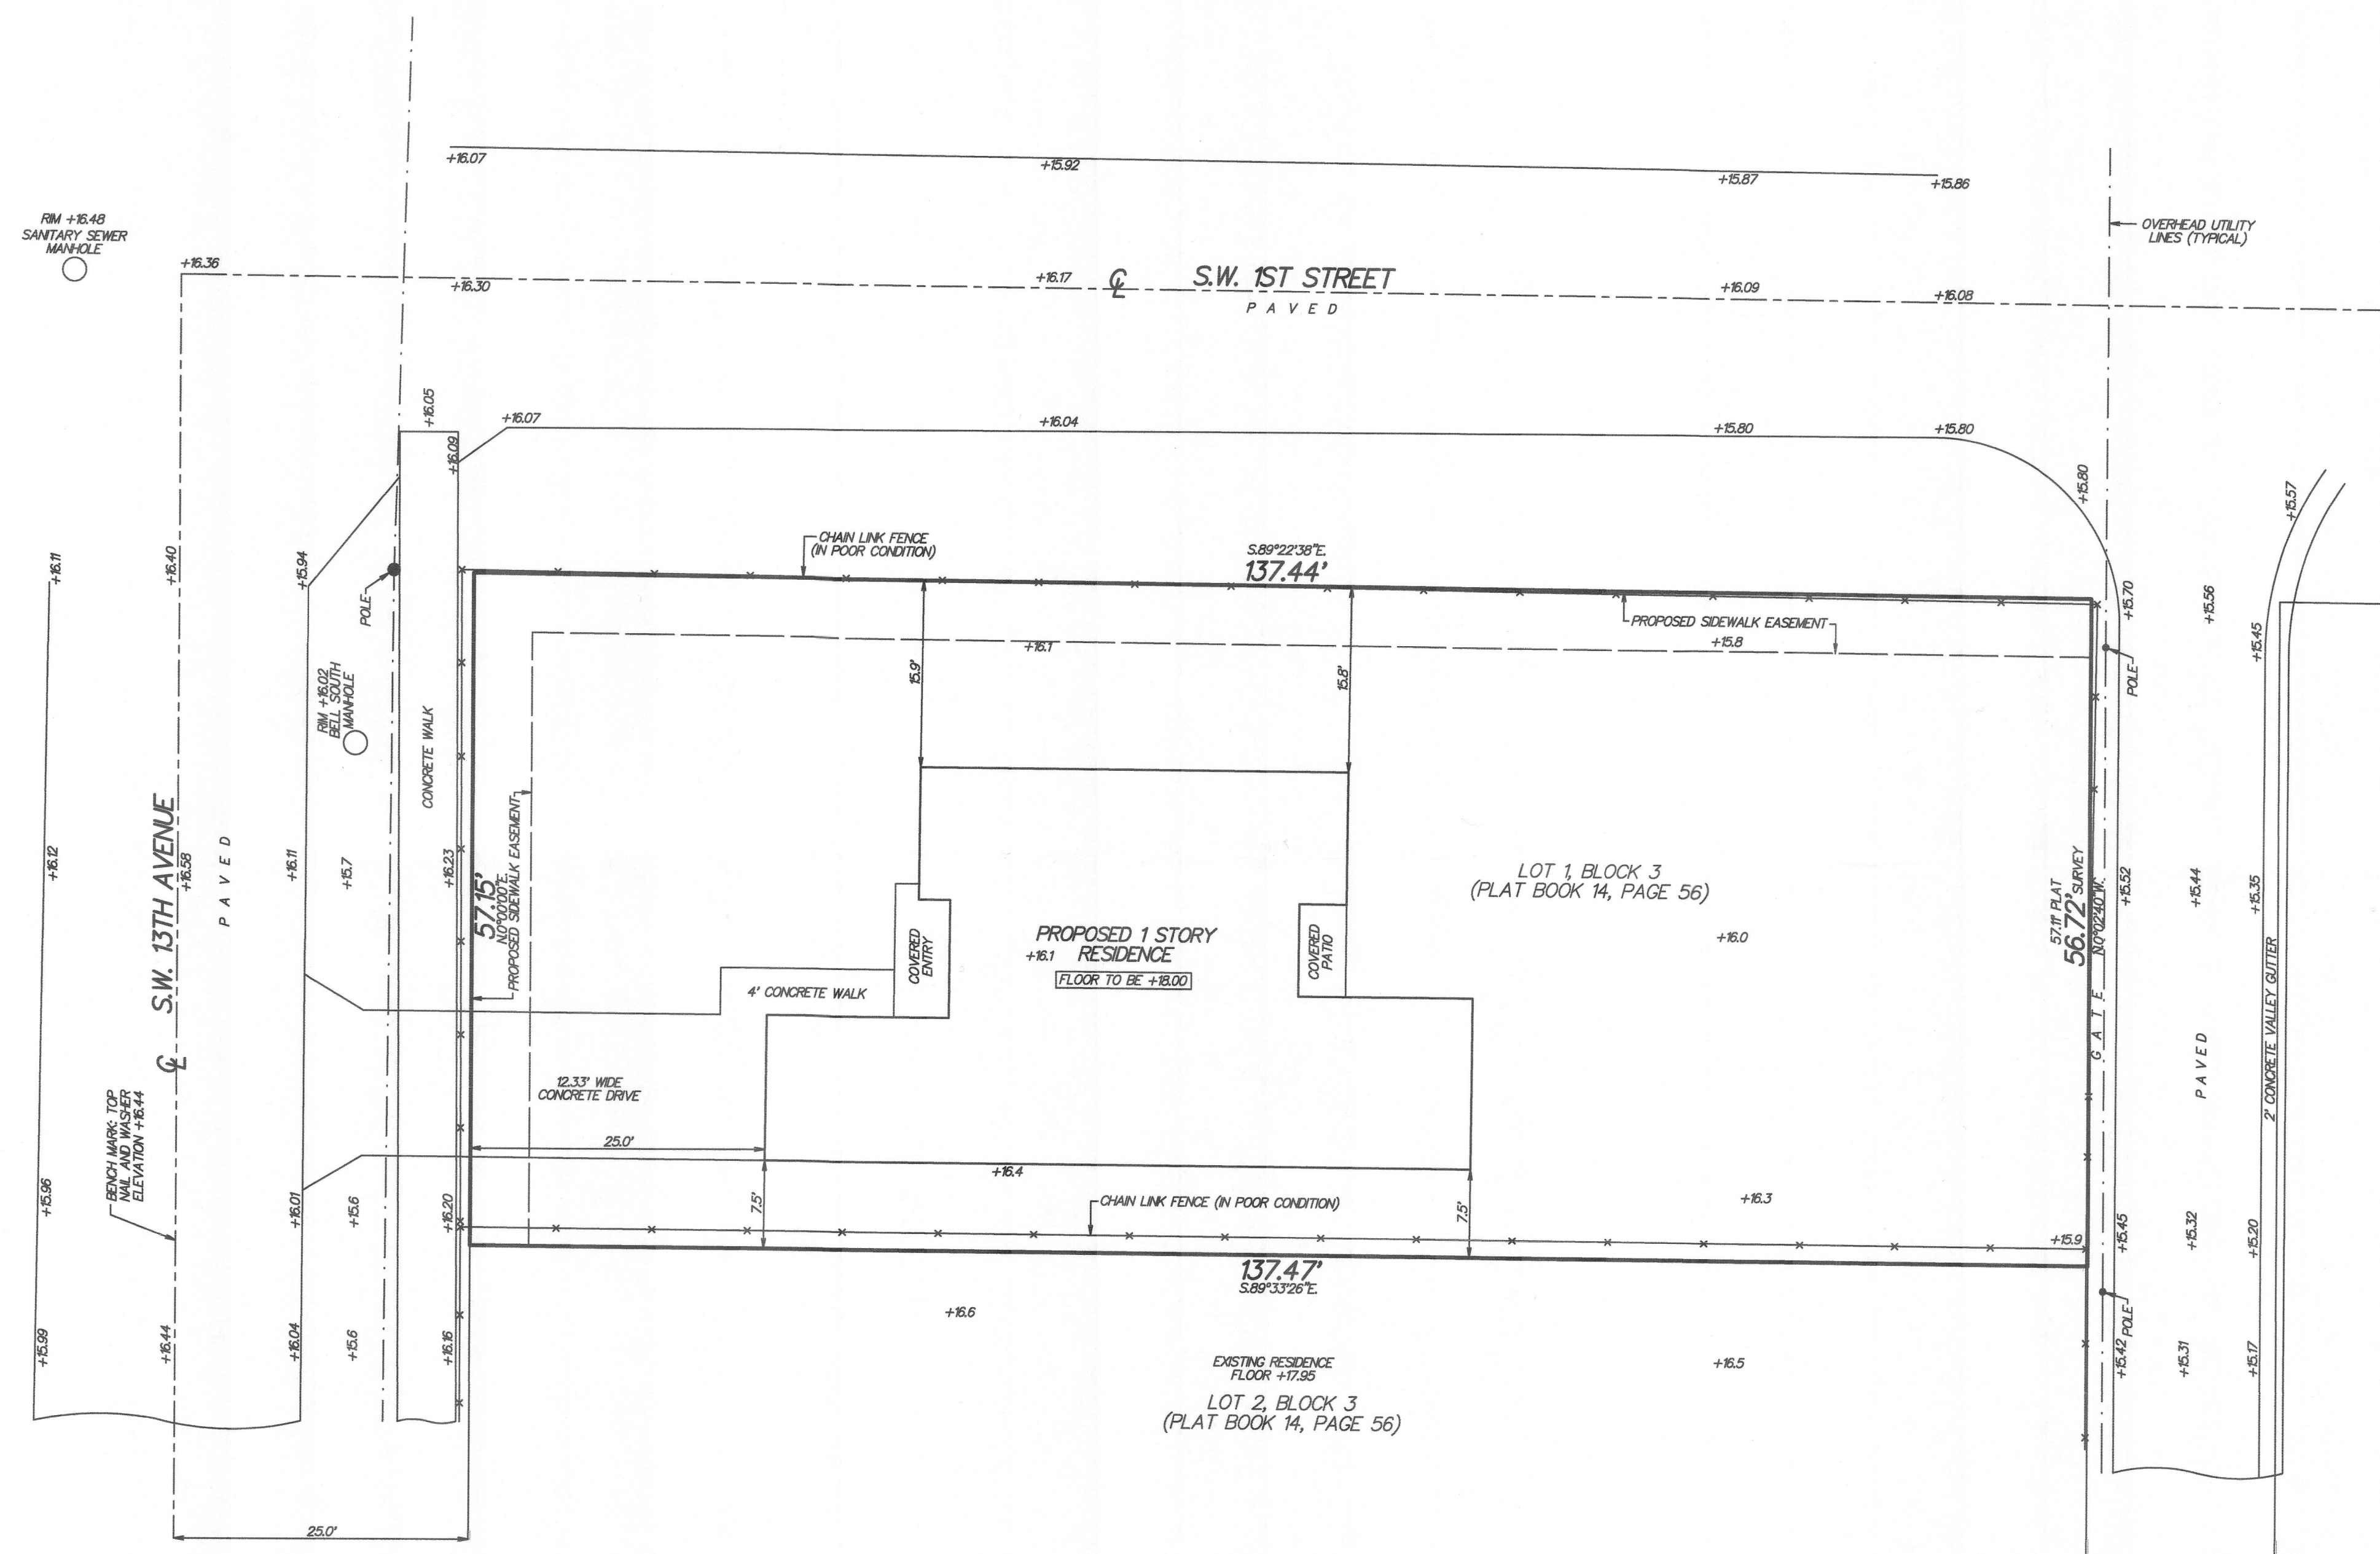 +16.07
+15.92
+15.87
+15.86
RIM +16.48
SANITARY SEWER
MANHOLE
OVERHEAD UTILITY
LINES (TYPICAL)
+16.36
+16.30
+16.17
℄ S.W. 1ST STREET
PAVED
+16.09
+16.08
+16.05
+16.09
+16.07
+16.04
+15.80
+15.80
+15.80
+15.57
+16.11
+16.40
+15.94
POLE
CHAIN LINK FENCE
(IN POOR CONDITION)
S.89°22'38"E.
137.44'
PROPOSED SIDEWALK EASEMENT
+15.8
+16.1
15.9'
15.8'
+15.70
+15.56
+15.45
POLE
RIM +16.02
BELL SOUTH
MANHOLE
CONCRETE WALK
S.W. 13TH AVENUE
℄
+16.12
+16.58
PAVED
+16.11
+15.7
+16.23
57.15'
N.0°00'00"E.
PROPOSED SIDEWALK EASEMENT
LOT 1, BLOCK 3
(PLAT BOOK 14, PAGE 56)
+16.0
COVERED
ENTRY
PROPOSED 1 STORY
RESIDENCE
+16.1
FLOOR TO BE +18.00
COVERED
PATIO
4' CONCRETE WALK
57.11' PLAT
56.72' SURVEY
N.0°02'40"W.
GATE
+15.52
+15.44
+15.35
PAVED
2' CONCRETE VALLEY GUTTER
12.33' WIDE
CONCRETE DRIVE
25.0'
BENCH MARK: TOP
NAIL AND WASHER
ELEVATION +16.44
+15.96
+16.01
+15.6
+16.20
7.5'
+16.4
CHAIN LINK FENCE (IN POOR CONDITION)
7.5'
+16.3
+15.9
+15.45
+15.32
+15.20
137.47'
S.89°33'26"E.
+16.6
POLE
+15.99
+16.44
+16.04
+15.6
+16.16
EXISTING RESIDENCE
FLOOR +17.95
+16.5
LOT 2, BLOCK 3
(PLAT BOOK 14, PAGE 56)
+15.42
+15.31
+15.17
25.0'